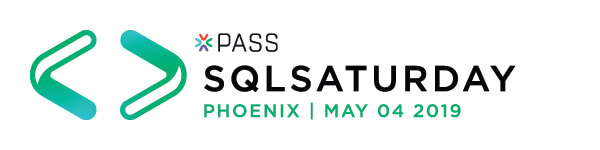 PASS
SQLSATURDAY
PHOENIX | MAY 04 2019